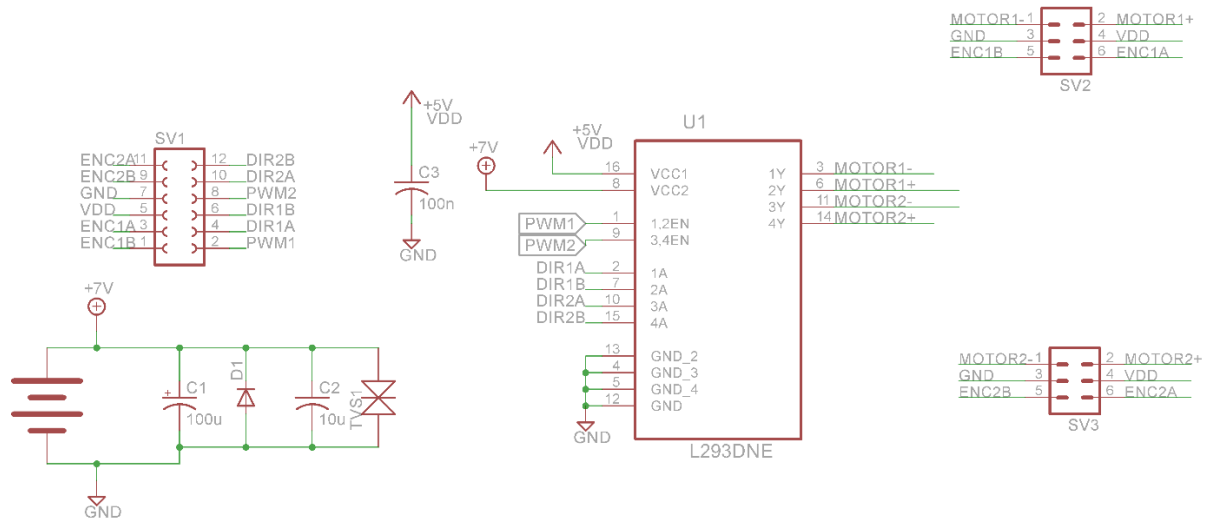 MOTOR1- 1 2 MOTOR1+
GND 3 4 VDD
ENC1B 5 6 ENC1A
SV2
+5V
VDD
C3
100n
GND
SV1
ENC2A 11 12 DIR2B
ENC2B 9 10 DIR2A
GND 7 8 PWM2
VDD 5 6 DIR1B
ENC1A 3 4 DIR1A
ENC1B 1 2 PWM1
U1
+5V
VDD
+7V
16 VCC1 1Y 3 MOTOR1-
8 VCC2 2Y 6 MOTOR1+
3Y 11 MOTOR2-
PWM1 1 1,2EN 4Y 14 MOTOR2+
PWM2 9 3,4EN
DIR1A 2 1A
DIR1B 7 2A
DIR2A 10 3A
DIR2B 15 4A
13 GND_2
4 GND_3
5 GND_4
12 GND
GND
L293DNE
+7V
+
C1
100u
D1
C2
10u
TVS1
GND
MOTOR2- 1 2 MOTOR2+
GND 3 4 VDD
ENC2B 5 6 ENC2A
SV3